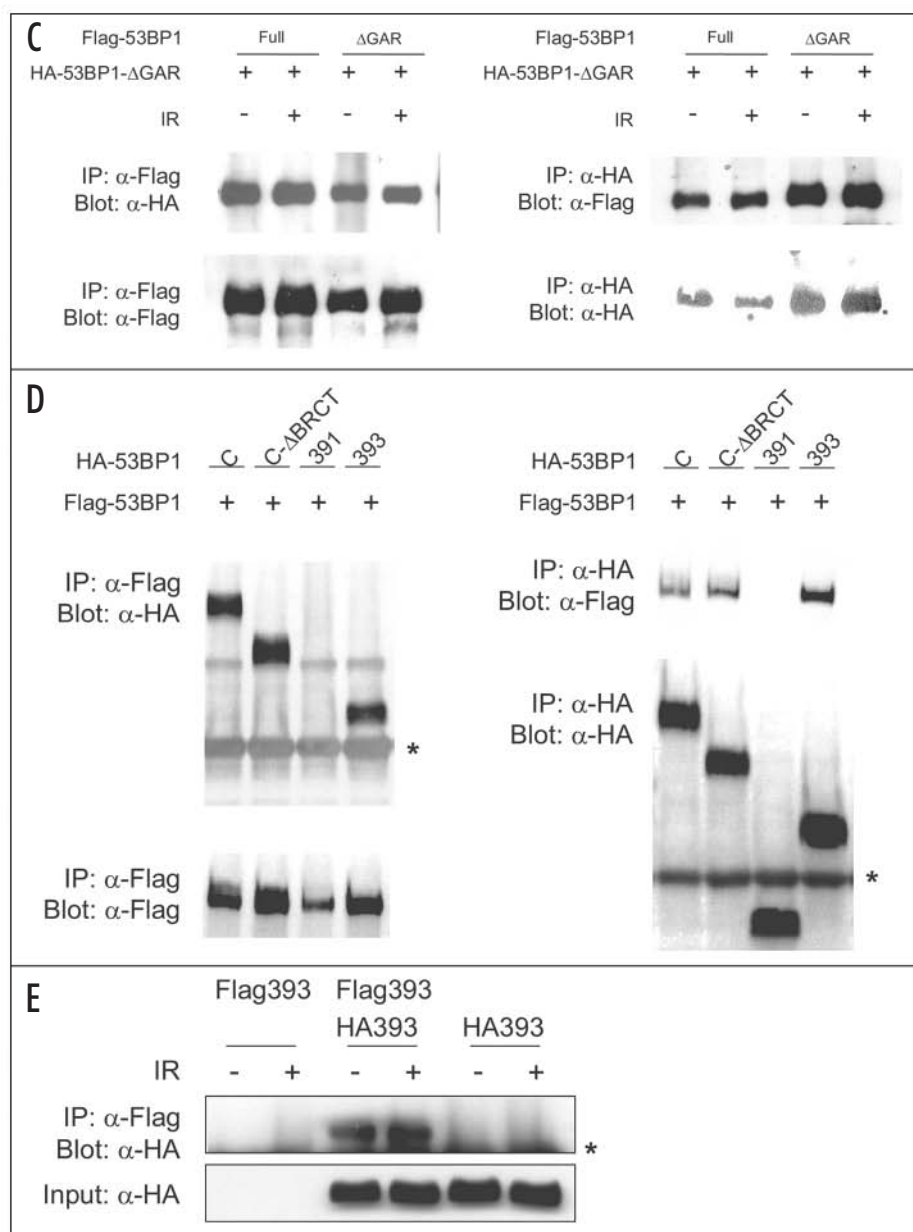 C
Flag-53BP1 Full ΔGAR
HA-53BP1-ΔGAR + + + +
IR - + - +
IP: α-Flag
Blot: α-HA
IP: α-Flag
Blot: α-Flag
Flag-53BP1 Full ΔGAR
HA-53BP1-ΔGAR + + + +
IR - + - +
IP: α-HA
Blot: α-Flag
IP: α-HA
Blot: α-HA
D
HA-53BP1 C C-ΔBRCT 391 393
Flag-53BP1 + + + +
IP: α-Flag
Blot: α-HA
*
IP: α-Flag
Blot: α-Flag
HA-53BP1 C C-ΔBRCT 391 393
Flag-53BP1 + + + +
IP: α-HA
Blot: α-Flag
IP: α-HA
Blot: α-HA
*
E
Flag393 Flag393
HA393 HA393
IR - + - + - +
IP: α-Flag
Blot: α-HA *
Input: α-HA